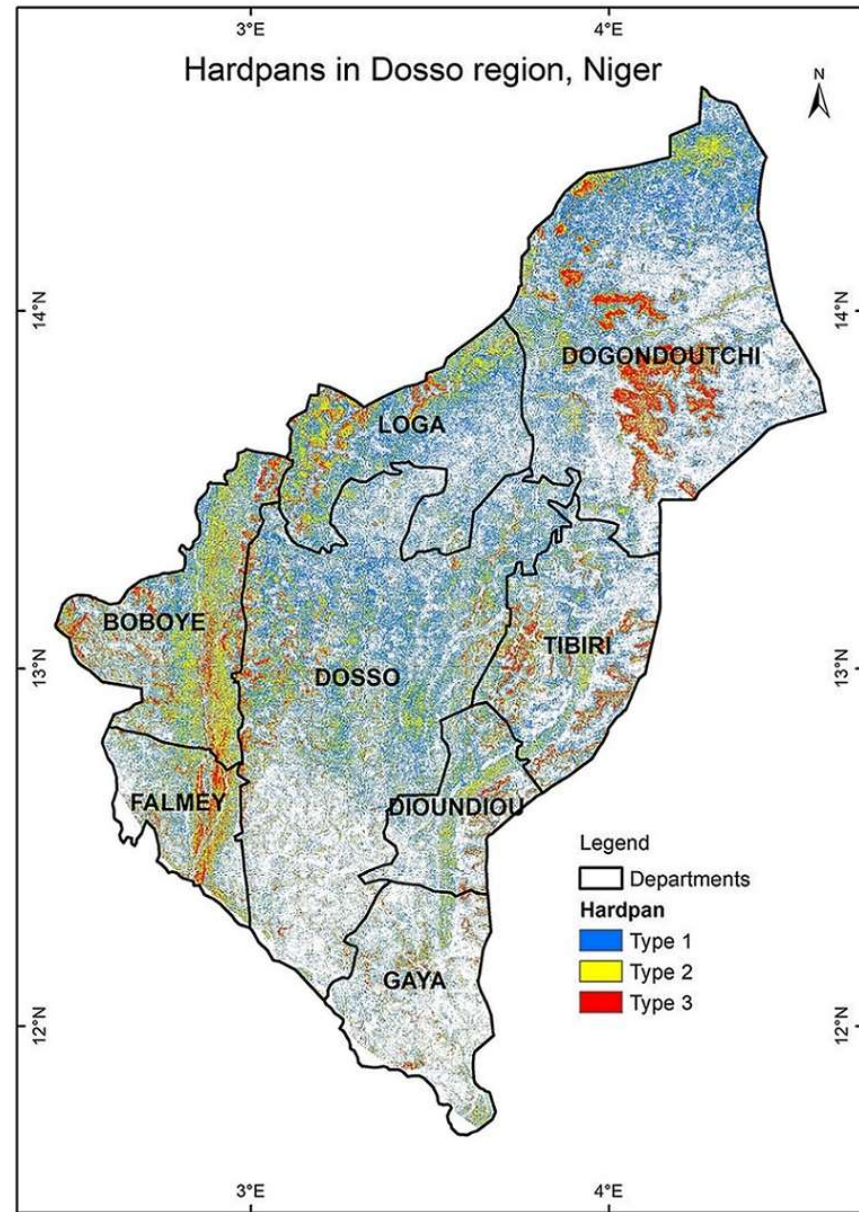 3°E
4°E
Hardpans in Dosso region, Niger
N
14°N
14°N
DOGONDOUTCHI
LOGA
BOBOYE
TIBIRI
13°N
DOSSO
13°N
FALMEY
DIOUNDIOU
Legend
Departments
Hardpan
Type 1
Type 2
GAYA
Type 3
12°N
12°N
3°E
4°E